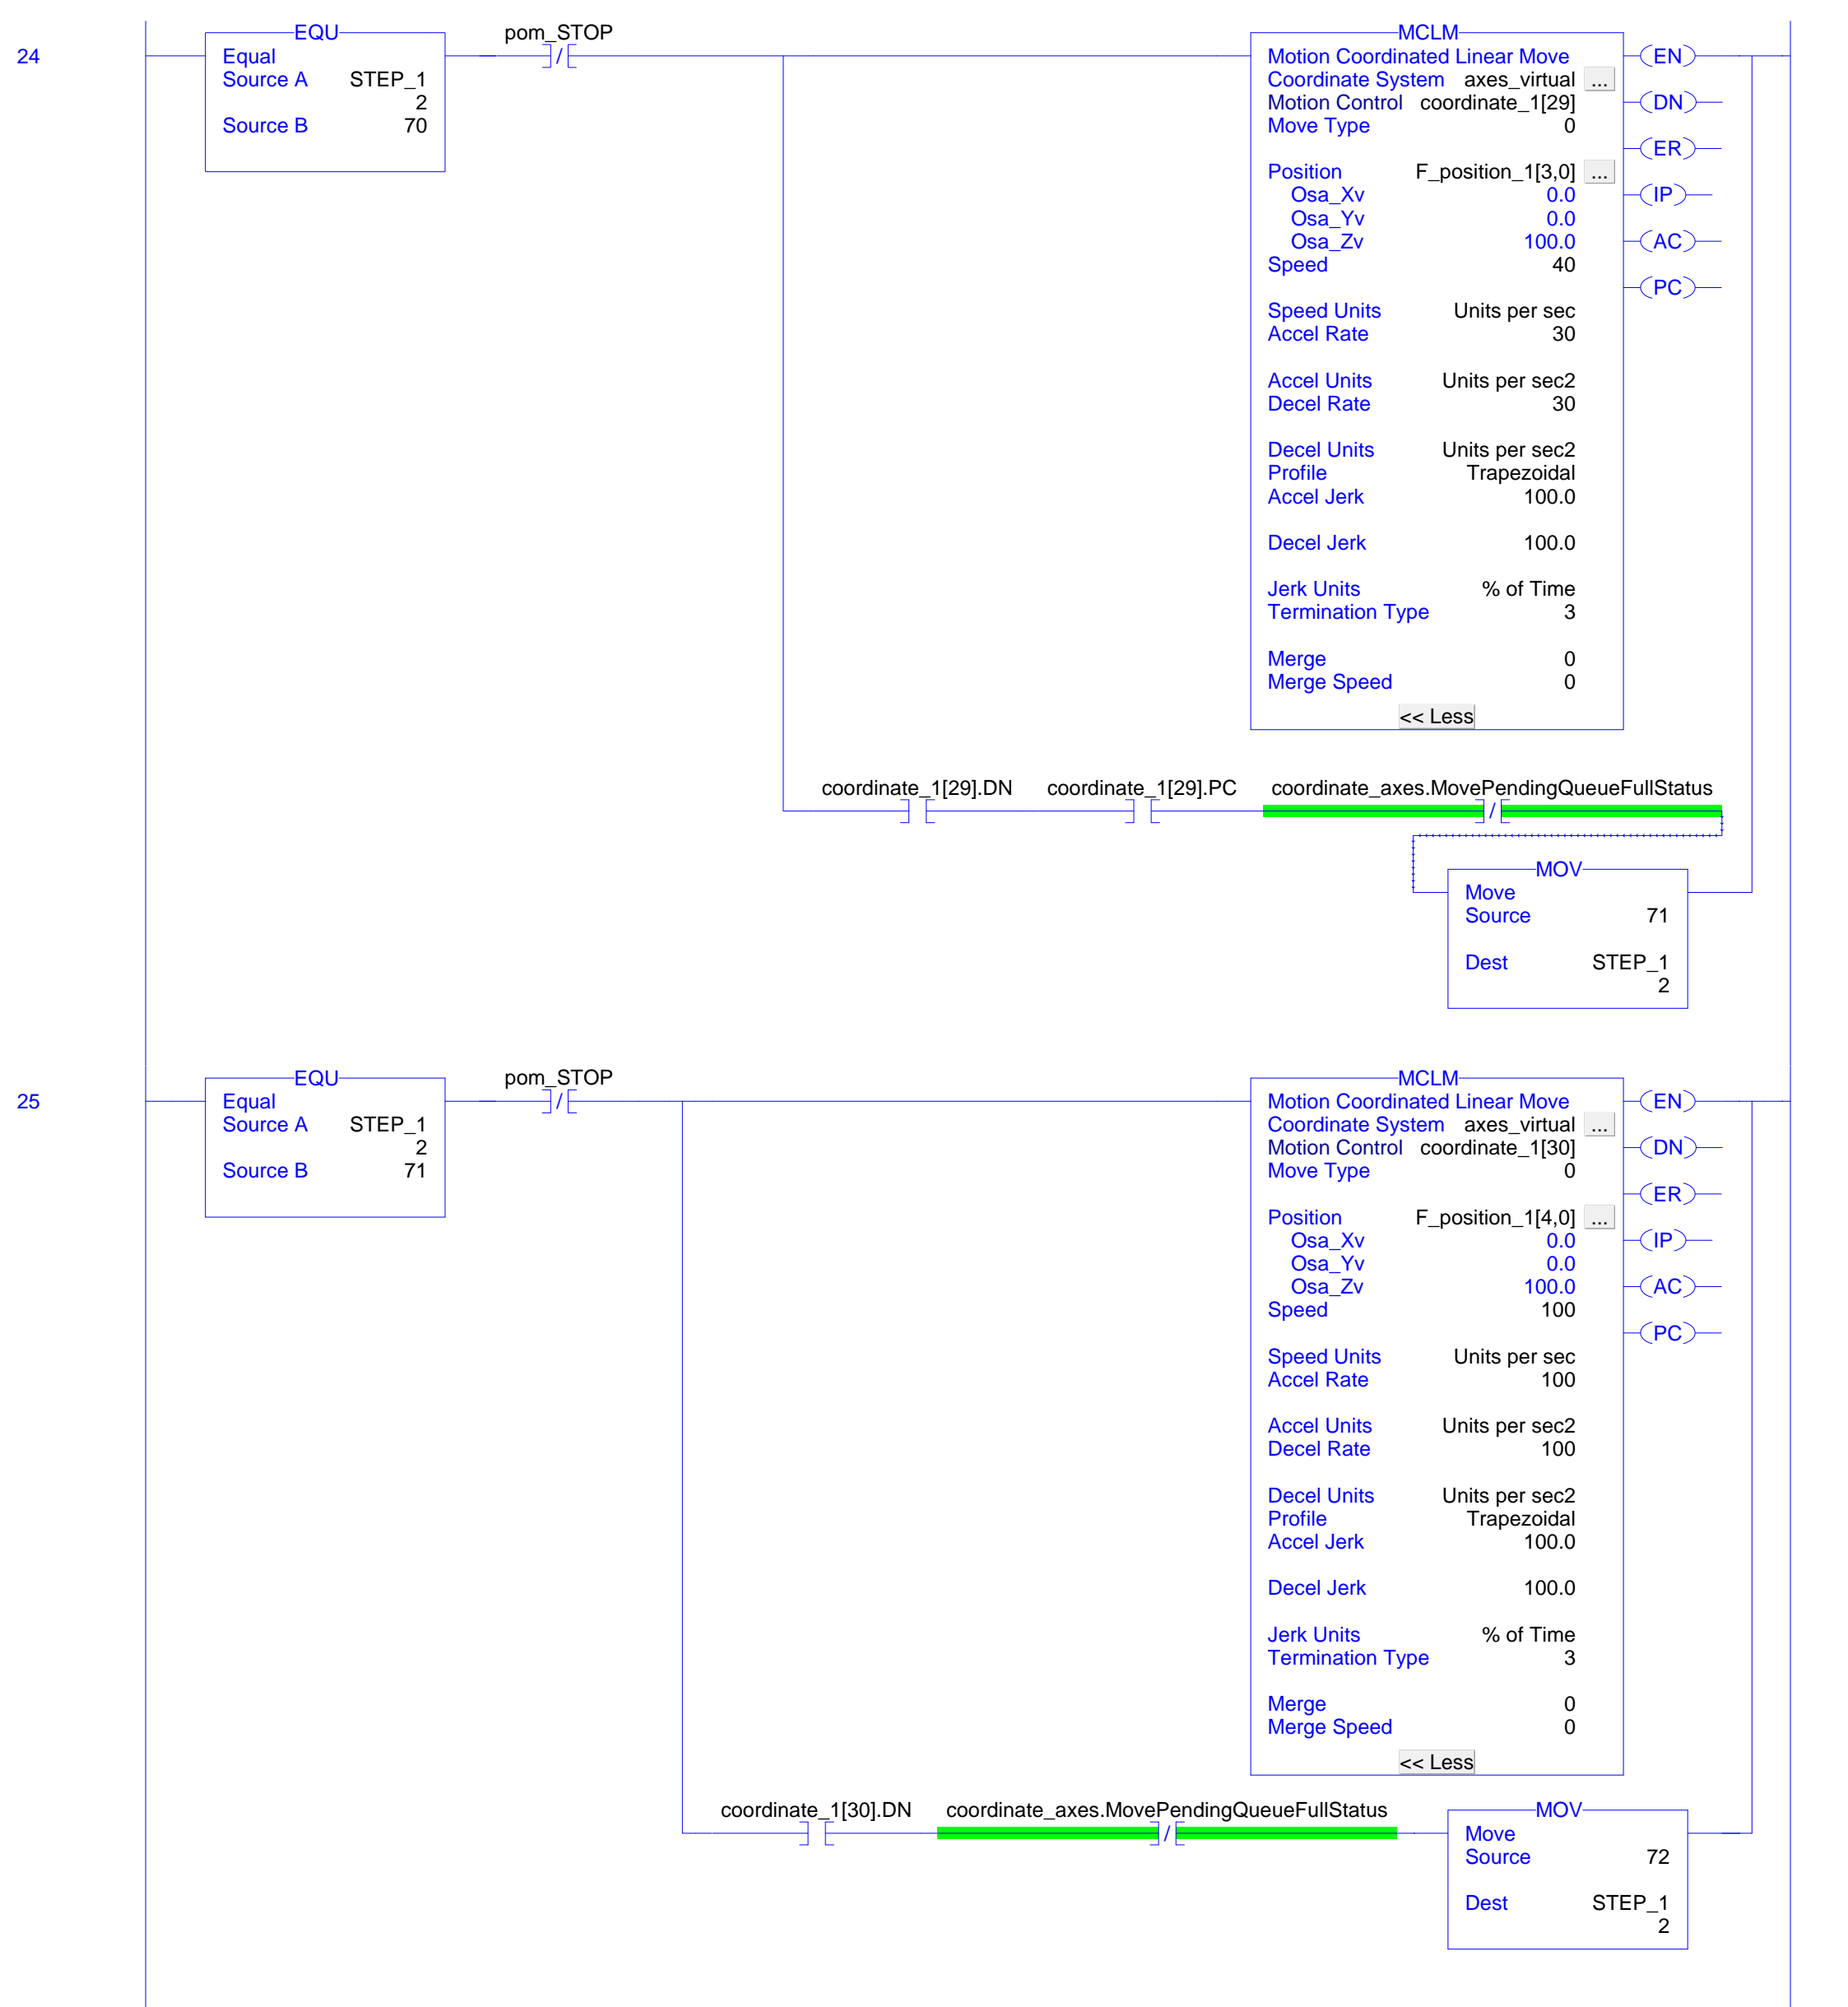 24
EQU
Equal
Source A STEP_1
2
Source B 70
pom_STOP
MCLM
Motion Coordinated Linear Move
Coordinate System axes_virtual ...
Motion Control coordinate_1[29]
Move Type 0
Position F_position_1[3,0] ...
Osa_Xv 0.0
Osa_Yv 0.0
Osa_Zv 100.0
Speed 40
Speed Units Units per sec
Accel Rate 30
Accel Units Units per sec2
Decel Rate 30
Decel Units Units per sec2
Profile Trapezoidal
Accel Jerk 100.0
Decel Jerk 100.0
Jerk Units % of Time
Termination Type 3
Merge 0
Merge Speed 0
<< Less
EN
DN
ER
IP
AC
PC
coordinate_1[29].DN coordinate_1[29].PC coordinate_axes.MovePendingQueueFullStatus
MOV
Move
Source 71
Dest STEP_1
2
25
EQU
Equal
Source A STEP_1
2
Source B 71
pom_STOP
MCLM
Motion Coordinated Linear Move
Coordinate System axes_virtual ...
Motion Control coordinate_1[30]
Move Type 0
Position F_position_1[4,0] ...
Osa_Xv 0.0
Osa_Yv 0.0
Osa_Zv 100.0
Speed 100
Speed Units Units per sec
Accel Rate 100
Accel Units Units per sec2
Decel Rate 100
Decel Units Units per sec2
Profile Trapezoidal
Accel Jerk 100.0
Decel Jerk 100.0
Jerk Units % of Time
Termination Type 3
Merge 0
Merge Speed 0
<< Less
EN
DN
ER
IP
AC
PC
coordinate_1[30].DN coordinate_axes.MovePendingQueueFullStatus
MOV
Move
Source 72
Dest STEP_1
2